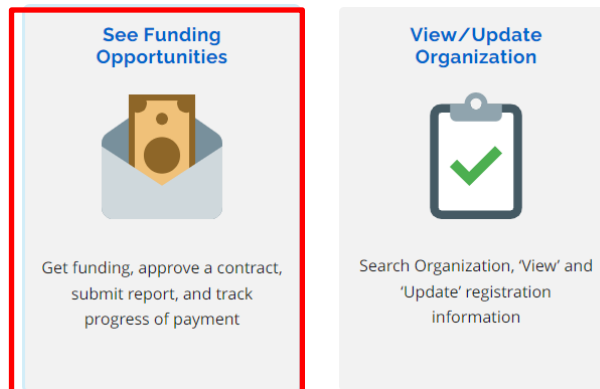 See Funding
Opportunities
Get funding, approve a contract,
submit report, and track
progress of payment
View/Update
Organization
Search Organization, ‘View’ and
‘Update’ registration
information